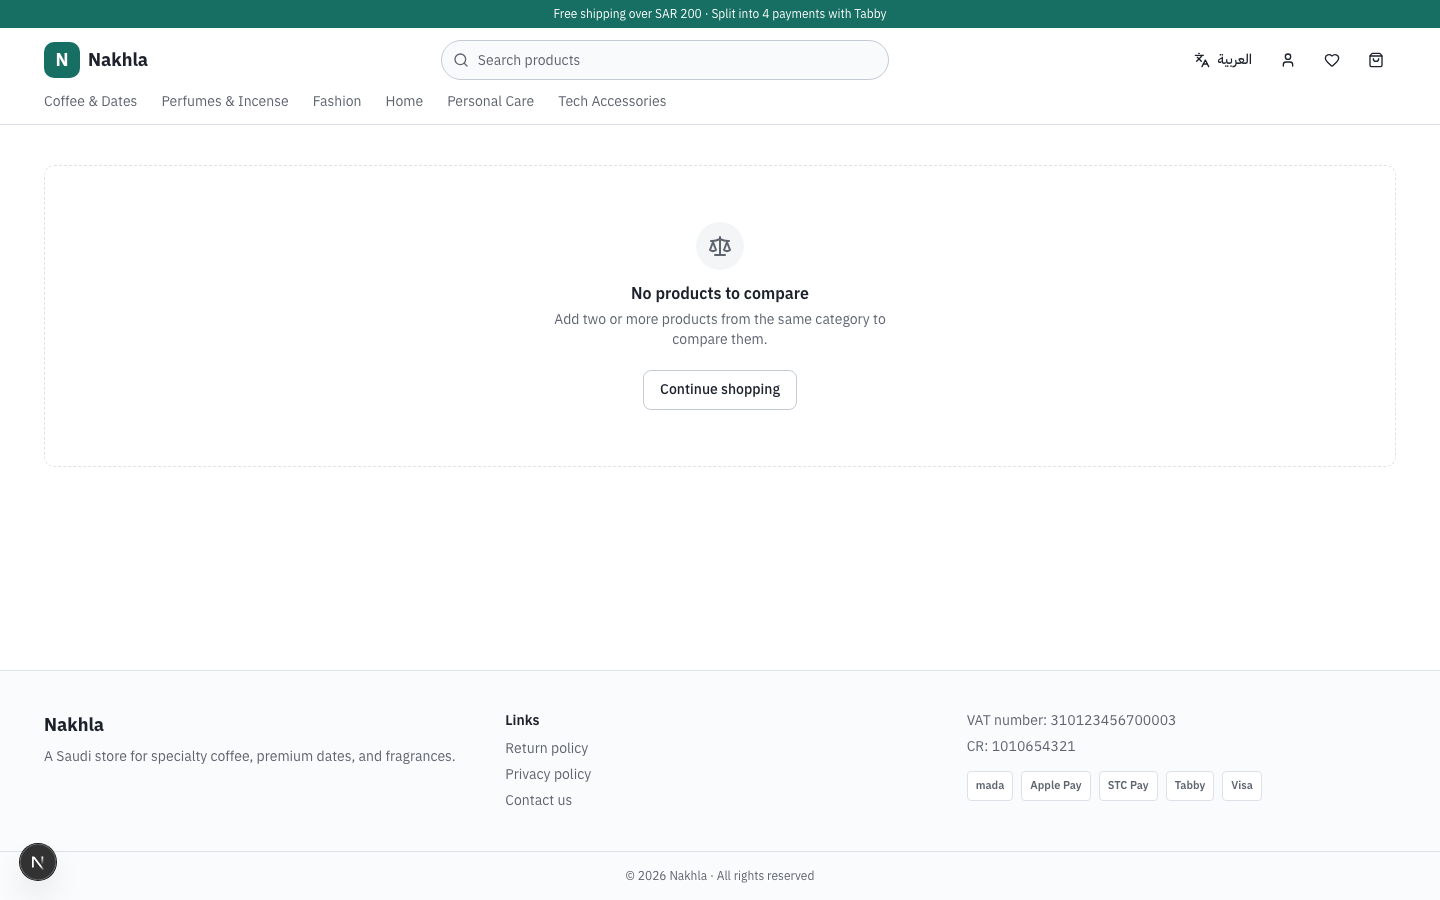 Free shipping over SAR 200 · Split into 4 payments with Tabby
N Nakhla
Search products
العربية
Coffee & Dates Perfumes & Incense Fashion Home Personal Care Tech Accessories
No products to compare
Add two or more products from the same category to
compare them.
Continue shopping
Nakhla
A Saudi store for specialty coffee, premium dates, and fragrances.
Links
Return policy
Privacy policy
Contact us
VAT number: 310123456700003
CR: 1010654321
mada Apple Pay STC Pay Tabby Visa
N
© 2026 Nakhla · All rights reserved